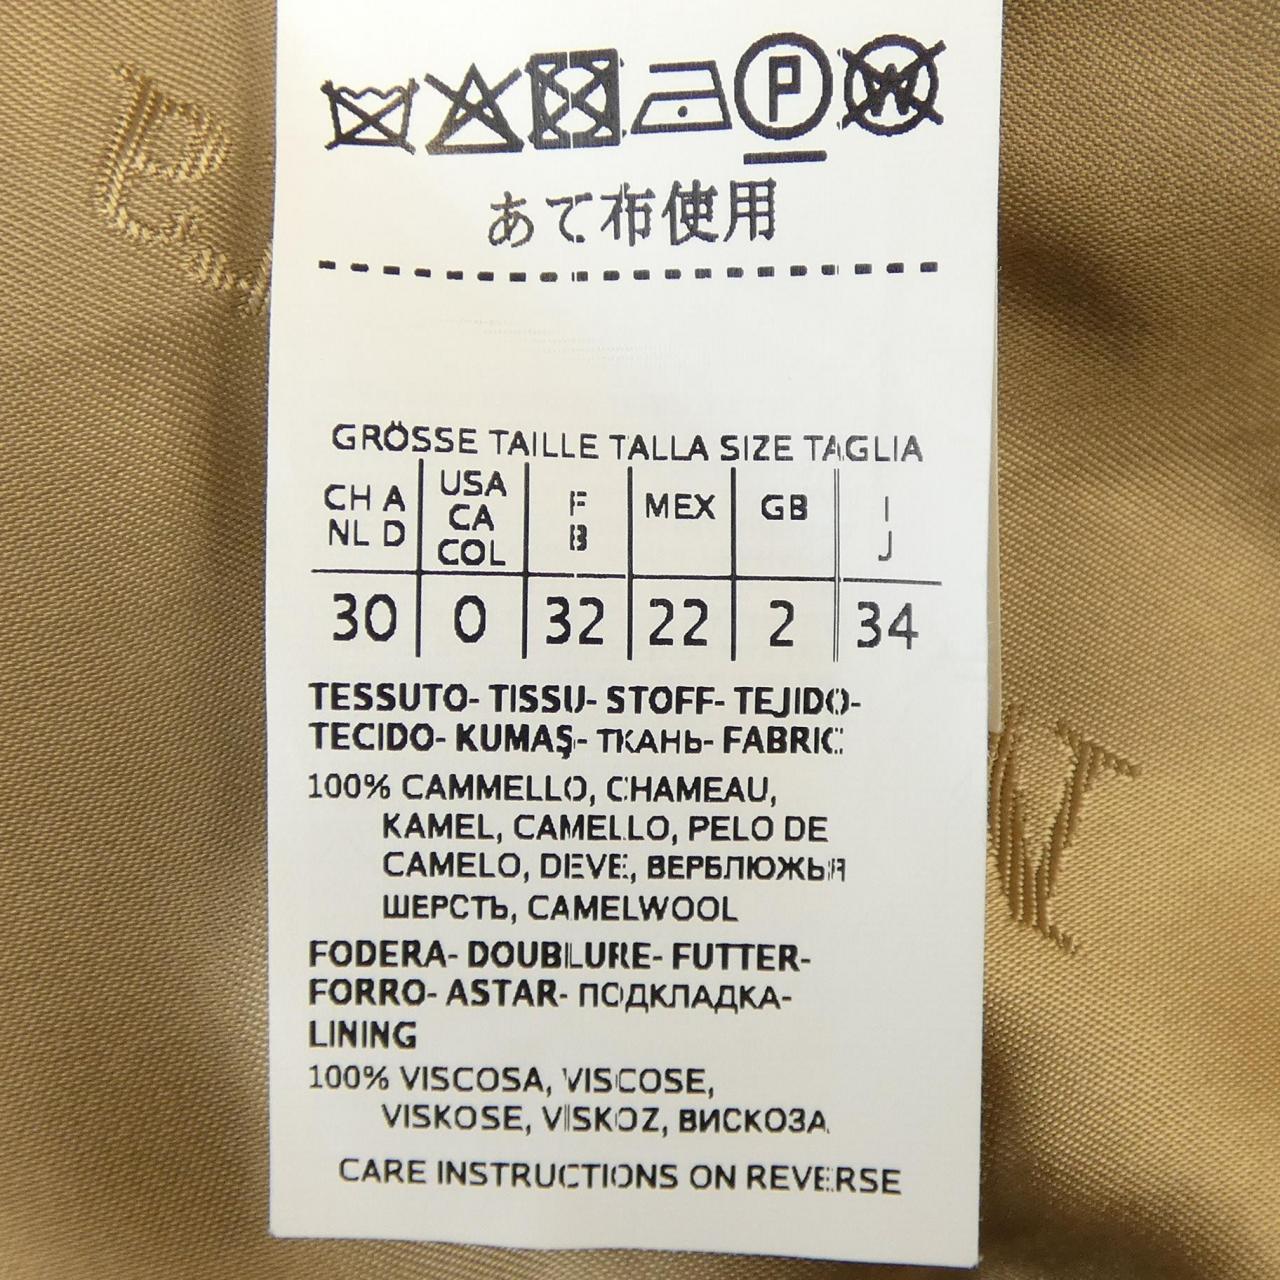 P
W
あて布使用
GRÖSSE TAILLE TALLA SIZE TAGLIA
CH A NL D
USA CA COL
F B
MEX
GB
I J
30 0 32 22 2 34
TESSUTO- TISSU- STOFF- TEJIDO-
TECIDO- KUMAŞ- ТКАНЬ- FABRIC:
100% CAMMELLO, CHAMEAU,
KAMEL, CAMELLO, PELO DE
CAMELO, DEVE, ВЕРБЛЮЖЬЯ
ШЕРСТЬ, CAMELWOOL
FODERA- DOUBLURE- FUTTER-
FORRO- ASTAR- ПОДКЛАДКА-
LINING
100% VISCOSA, VISCOSE,
VISKOSE, VISKOZ, ВИСКОЗА
CARE INSTRUCTIONS ON REVERSE